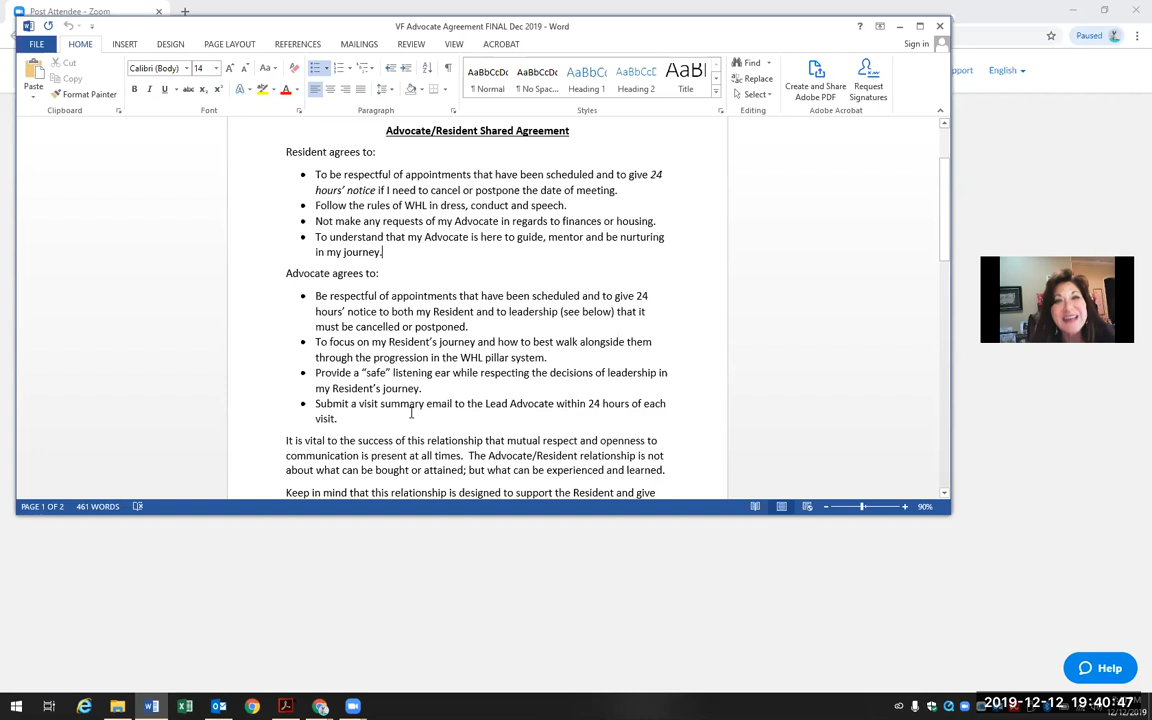 Post Attendee - Zoom
VF Advocate Agreement FINAL Dec 2019 - Word
Paused
FILE
HOME
INSERT
DESIGN
PAGE LAYOUT
REFERENCES
MAILINGS
REVIEW
VIEW
ACROBAT
Sign in
pport
English
Cut
Copy
Format Painter
Paste
Calibri (Body)
14
AaBbCcDc
AaBbCcDc
AaBbCc
AaBbCcD
AaBI
¶ Normal
¶ No Spac...
Heading 1
Heading 2
Title
Find
Replace
Select
Create and Share
Adobe PDF
Request
Signatures
Clipboard
Font
Paragraph
Styles
Editing
Adobe Acrobat
Advocate/Resident Shared Agreement
Resident agrees to:
• To be respectful of appointments that have been scheduled and to give 24
hours' notice if I need to cancel or postpone the date of meeting.
• Follow the rules of WHL in dress, conduct and speech.
• Not make any requests of my Advocate in regards to finances or housing.
• To understand that my Advocate is here to guide, mentor and be nurturing
in my journey.
Advocate agrees to:
• Be respectful of appointments that have been scheduled and to give 24
hours' notice to both my Resident and to leadership (see below) that it
must be cancelled or postponed.
• To focus on my Resident's journey and how to best walk alongside them
through the progression in the WHL pillar system.
• Provide a “safe” listening ear while respecting the decisions of leadership in
my Resident's journey.
• Submit a visit summary email to the Lead Advocate within 24 hours of each
visit.
It is vital to the success of this relationship that mutual respect and openness to
communication is present at all times.  The Advocate/Resident relationship is not
about what can be bought or attained; but what can be experienced and learned.
Keep in mind that this relationship is designed to support the Resident and give
PAGE 1 OF 2
461 WORDS
90%
Help
2019-12-12 19:40:47
12/12/2019